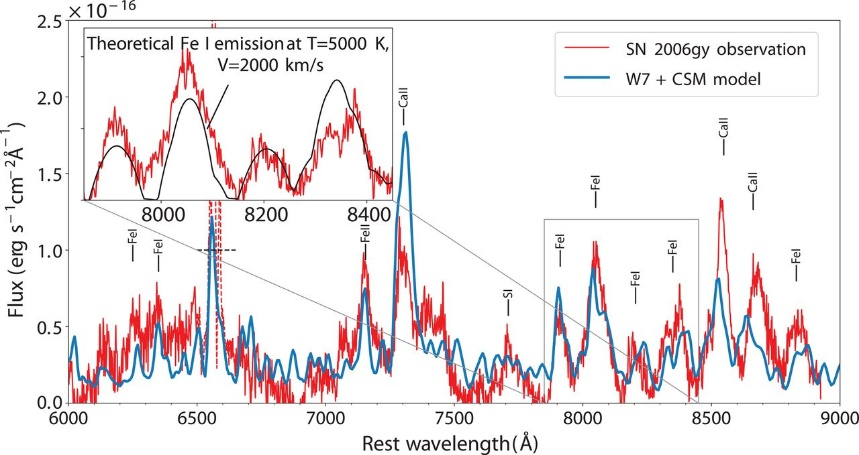 ×10−16
2.5
2.0
1.5
1.0
0.5
0.0
Flux (erg s−1cm−2Å−1)
Theoretical Fe I emission at T=5000 K,
V=2000 km/s
8000 8200 8400
SN 2006gy observation
W7 + CSM model
FeI
FeI
FeII
CaII
SI
FeI
FeI
FeI
FeI
CaII
CaII
FeI
6000 6500 7000 7500 8000 8500 9000
Rest wavelength(Å)